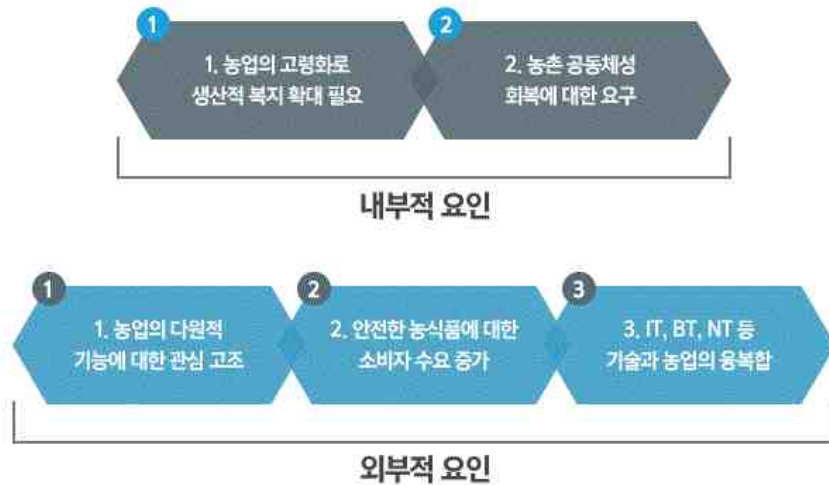 1
2
1. 농업의 고령화로
생산적 복지 확대 필요
2. 농촌 공동체성
회복에 대한 요구
내부적 요인
1
2
3
1. 농업의 다원적
기능에 대한 관심 고조
2. 안전한 농식품에 대한
소비자 수요 증가
3. IT, BT, NT 등
기술과 농업의 융복합
외부적 요인